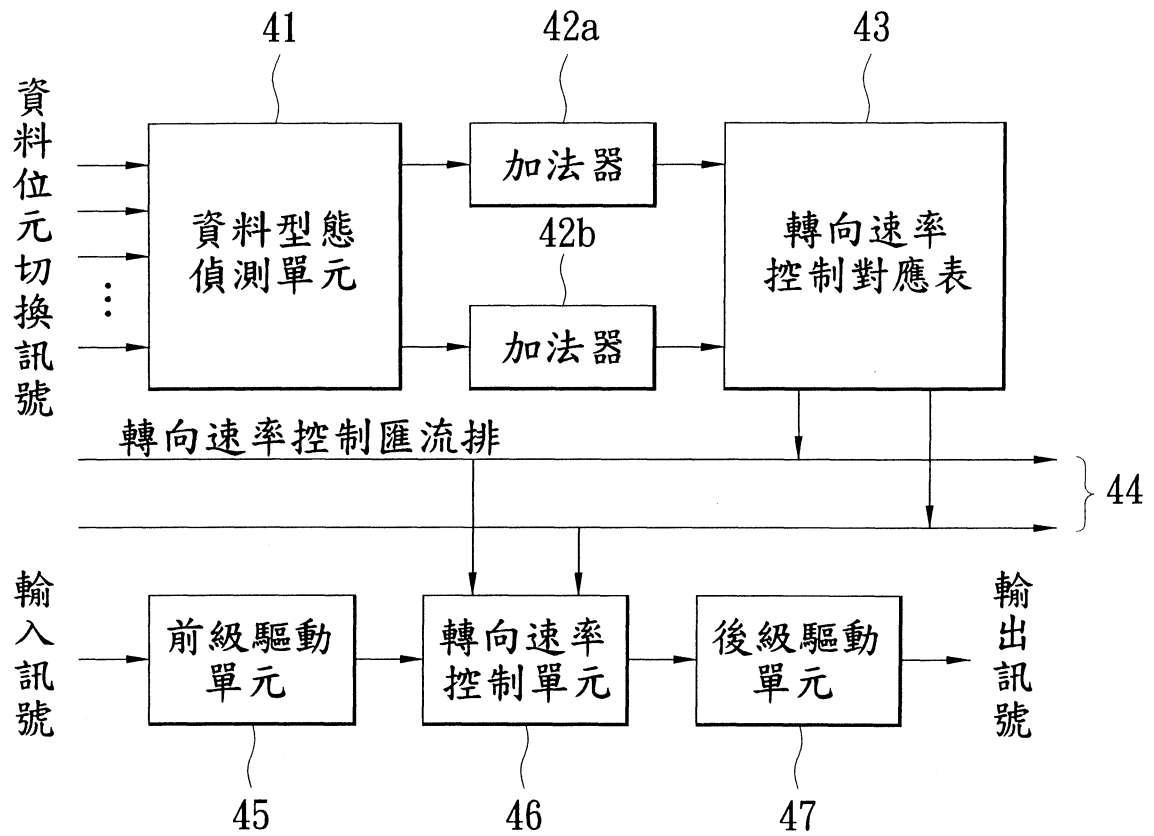 41
42a
43
資料位元切換訊號
資料型態
偵測單元
加法器
42b
加法器
轉向速率
控制對應表
轉向速率控制匯流排
44
輸入訊號
前級驅動
單元
轉向速率
控制單元
後級驅動
單元
輸出訊號
45
46
47